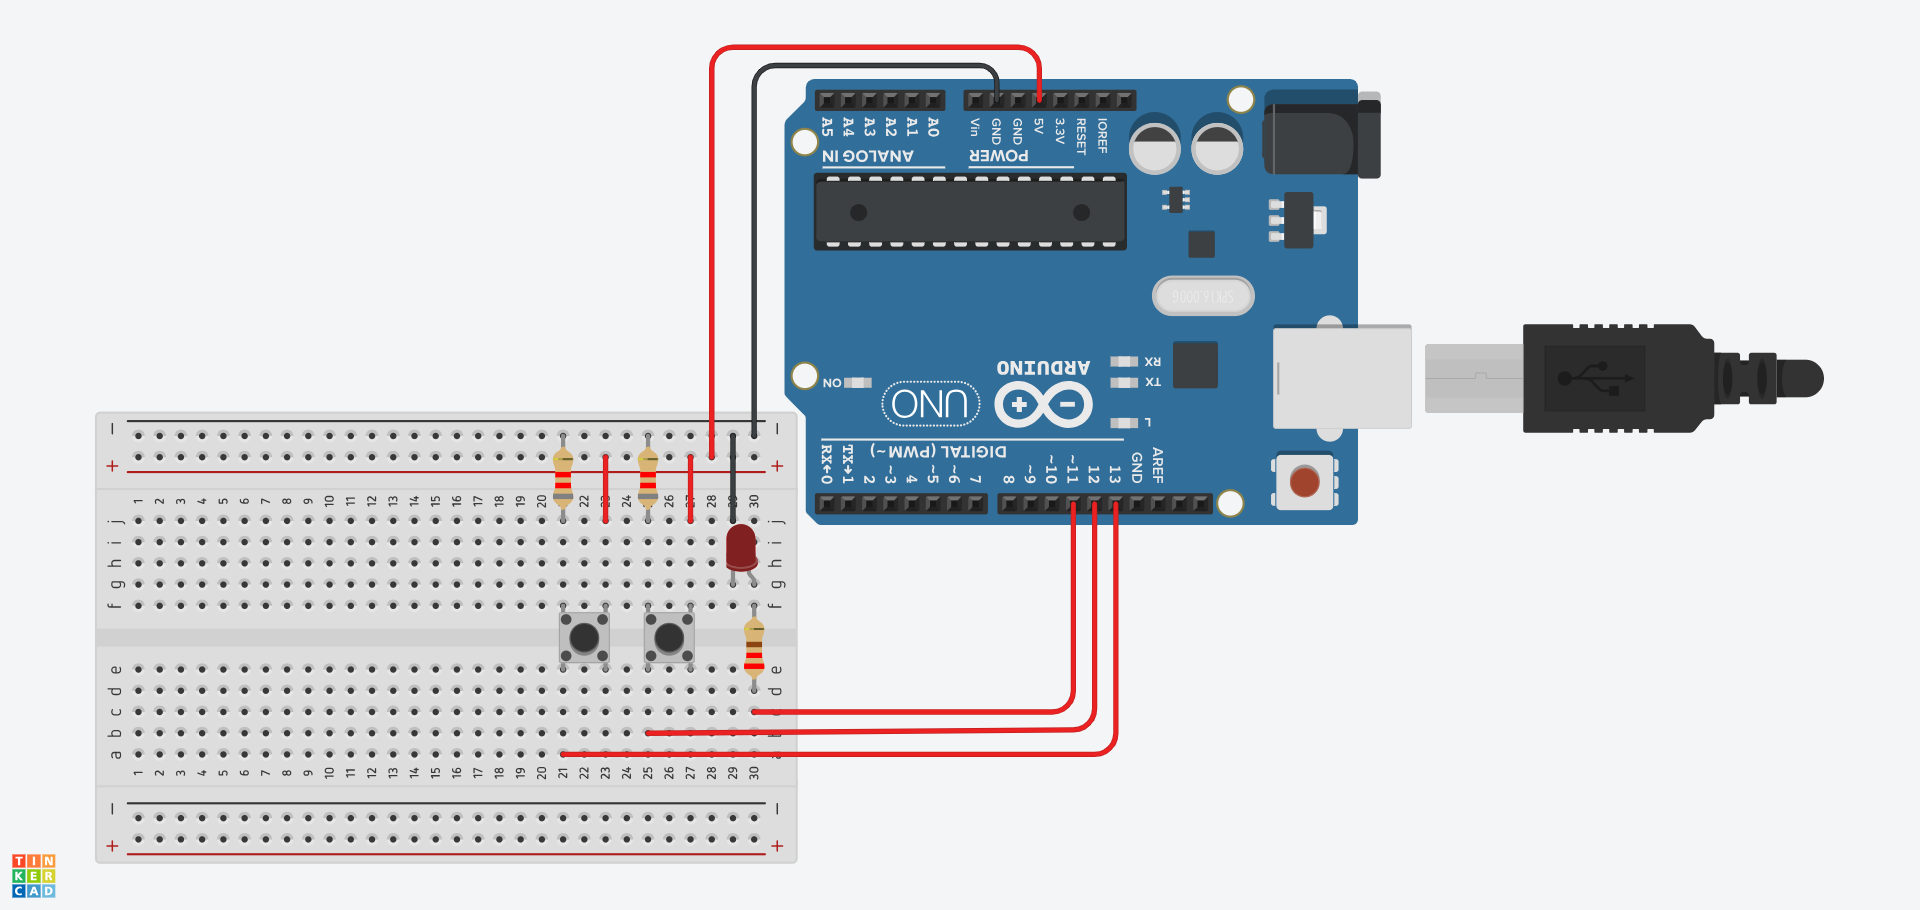 A5 A4 A3 A2 A1 A0
Vin GND GND 5V 3.3V RESET IOREF
ANALOG IN
POWER
SPK16.000G
RX
ARDUINO
TX
ON
UNO
L
DIGITAL (PWM ~)
RX←0 TX→1 2 ~3 4 ~5 ~6 7 8 ~9 ~10 ~11 12 13 GND AREF
− −
+ +
1 2 3 4 5 6 7 8 9 10 11 12 13 14 15 16 17 18 19 20 22 24 26 28 30
j j
i i
h h
g g
f f
e e
d d
c
b b
a
1 2 3 4 5 6 7 8 9 10 11 12 13 14 15 16 17 18 19 20 21 22 23 24 25 26 27 28 29 30
− −
+ +
TIN
KER
CAD